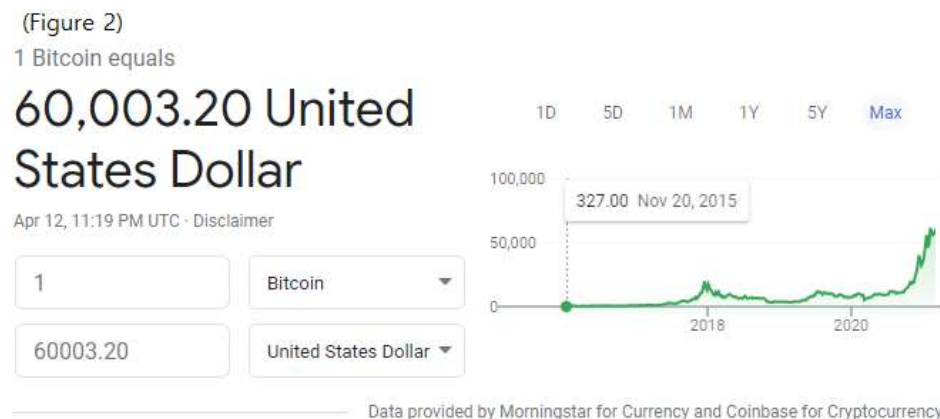 (Figure 2)
1 Bitcoin equals
60,003.20 United
States Dollar
Apr 12, 11:19 PM UTC · Disclaimer
1
Bitcoin
60003.20
United States Dollar
1D 5D 1M 1Y 5Y Max
100,000
327.00 Nov 20, 2015
50,000
0
2018 2020
Data provided by Morningstar for Currency and Coinbase for Cryptocurrency